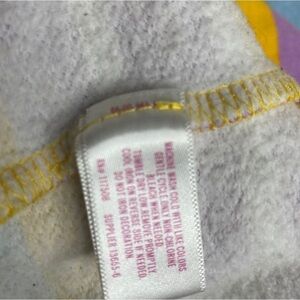 MACHINE WASH COLD WITH LIKE COLORS
GENTLE CYCLE. ONLY NON-CHLORINE
BLEACH WHEN NEEDED.
TUMBLE DRY LOW. REMOVE PROMPTLY.
COOL IRON ON REVERSE SIDE IF NEEDED.
DO NOT IRON DECORATION.
SUPPLIER 13655-6